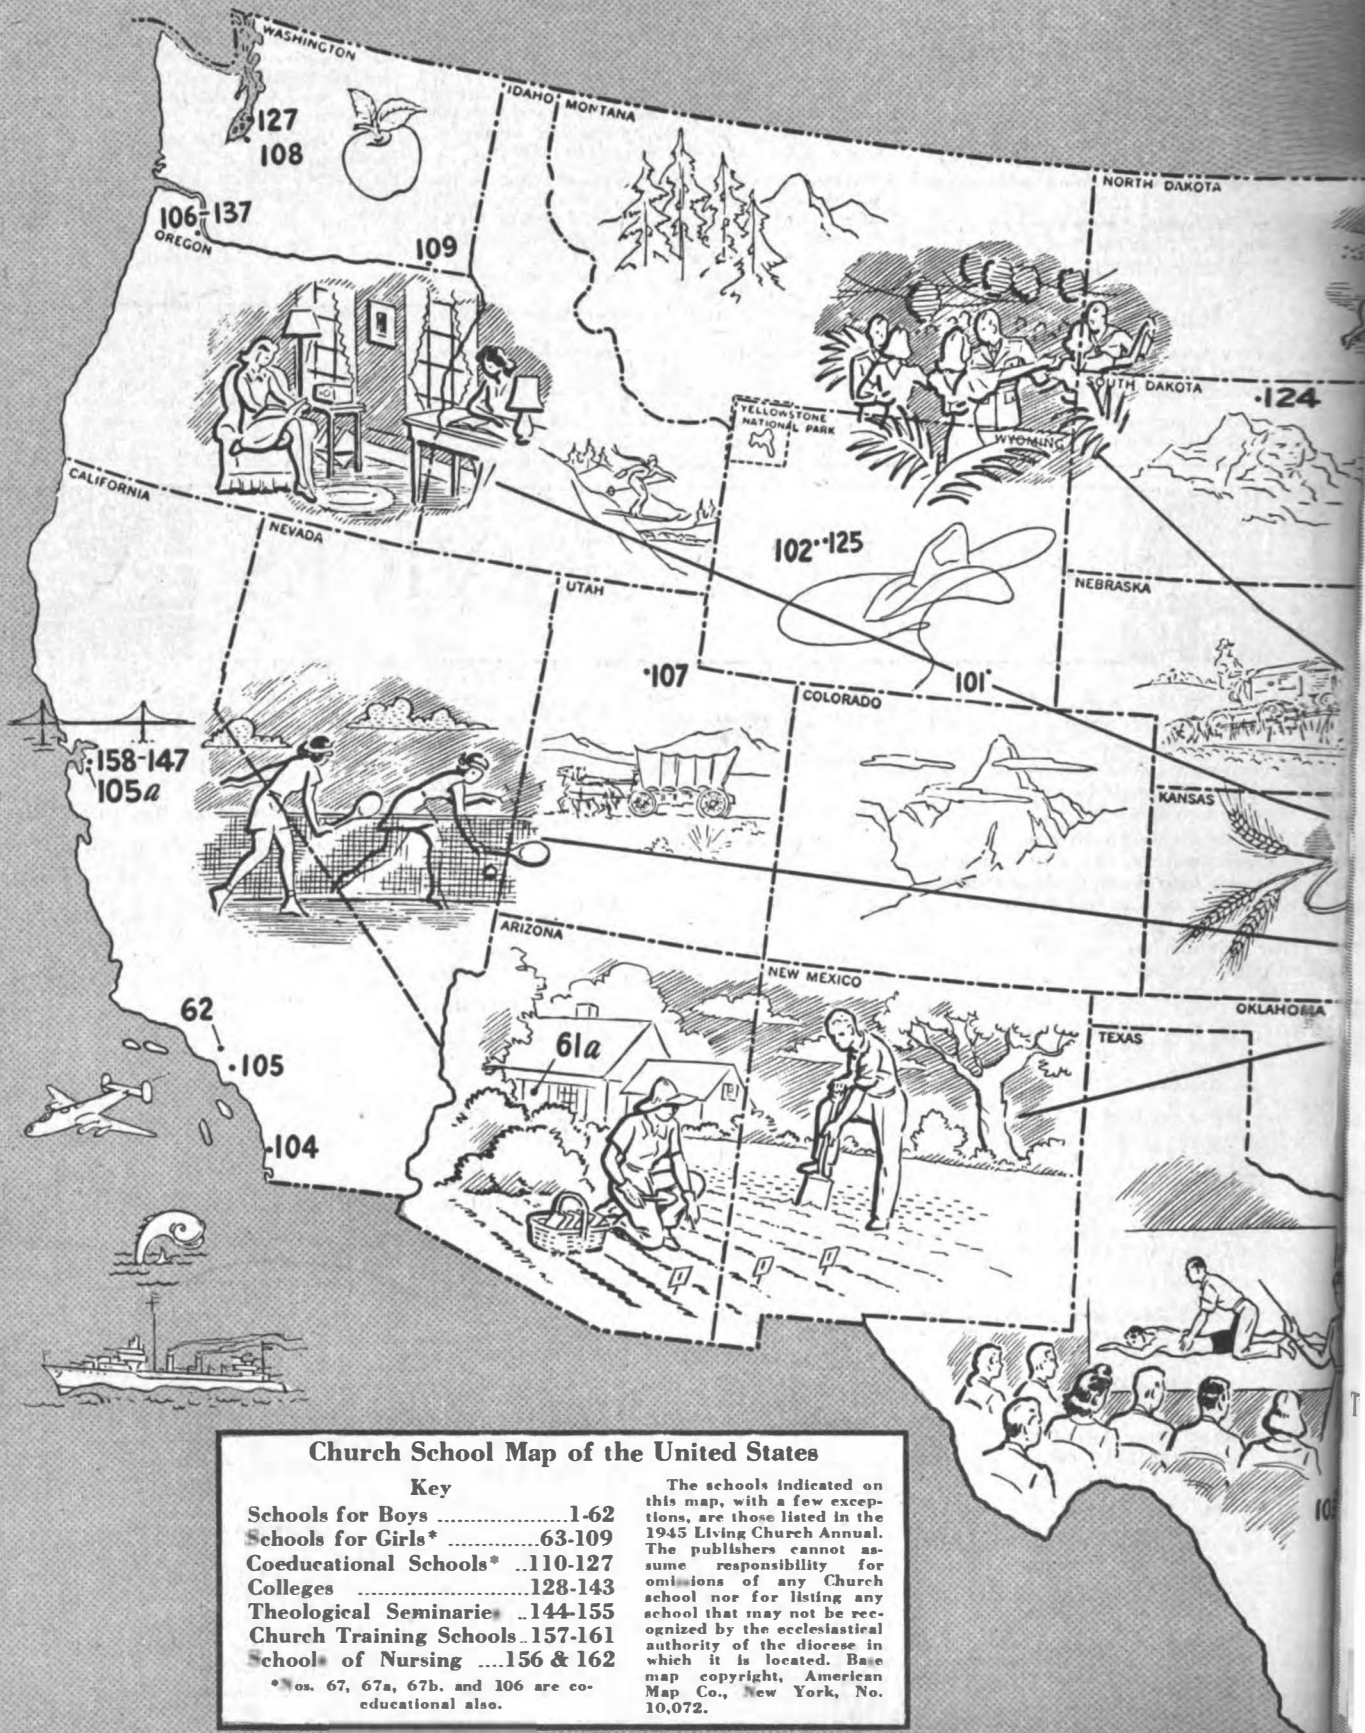 WASHINGTON
127
108
IDAHO
MONTANA
NORTH DAKOTA
106-137
OREGON
109
SOUTH DAKOTA
124
YELLOWSTONE
NATIONAL PARK
WYOMING
CALIFORNIA
NEVADA
102
125
UTAH
NEBRASKA
107
101
COLORADO
158-147
105a
KANSAS
ARIZONA
NEW MEXICO
OKLAHOMA
TEXAS
62
105
61a
104
Church School Map of the United States
Key
Schools for Boys ....................1-62
Schools for Girls* ..............63-109
Coeducational Schools* ..110-127
Colleges ........................128-143
Theological Seminaries ..144-155
Church Training Schools..157-161
Schools of Nursing ....156 & 162
*Nos. 67, 67a, 67b, and 106 are co-
educational also.
The schools indicated on
this map, with a few excep-
tions, are those listed in the
1945 Living Church Annual.
The publishers cannot as-
sume responsibility for
omissions of any Church
school nor for listing any
school that may not be rec-
ognized by the ecclesiastical
authority of the diocese in
which it is located. Base
map copyright, American
Map Co., New York, No.
10,072.